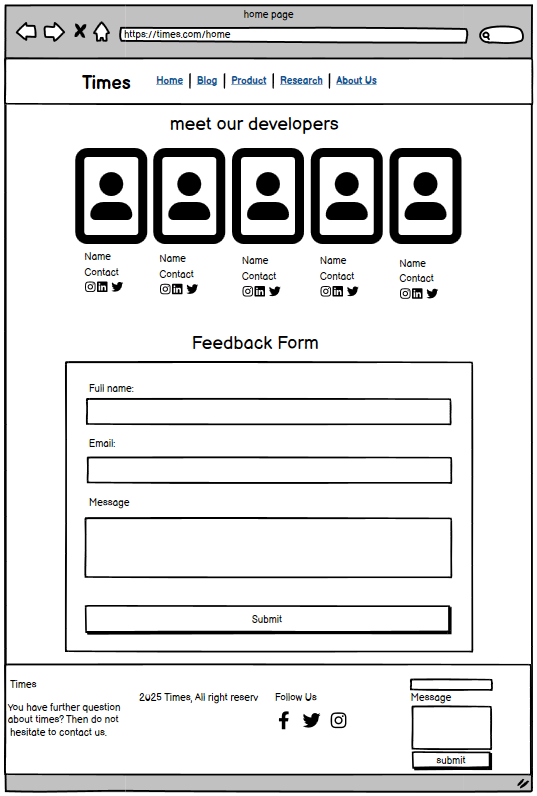 home page
https://times.com/home
Times
Home | Blog | Product | Research | About Us
meet our developers
Name Name Name Name Name
Contact Contact Contact Contact Contact
Feedback Form
Full name:
Email:
Message
Submit
Times
You have further question
about times? Then do not
hesitate to contact us.
2025 Times, All right reserv
Follow Us
Message
submit